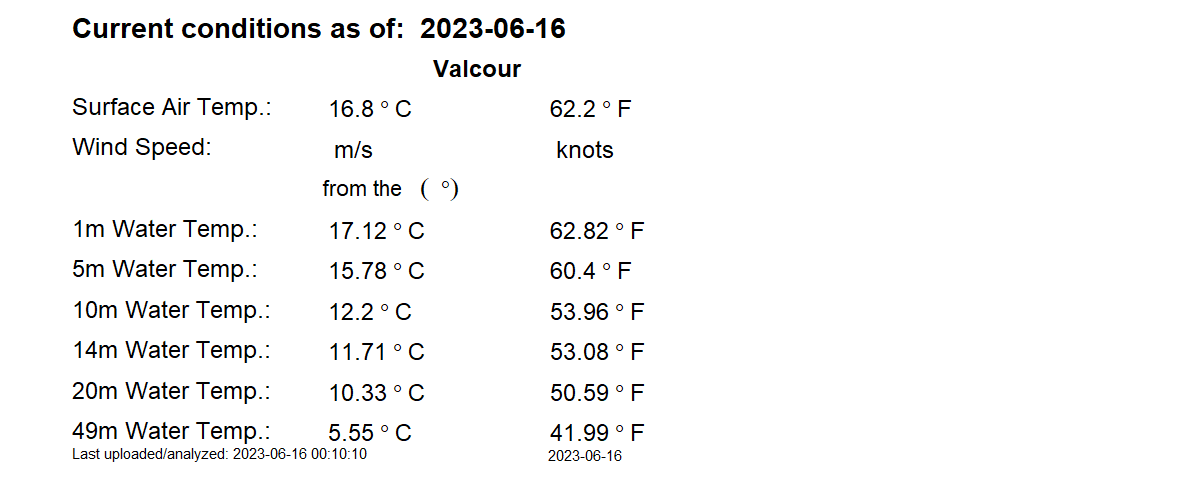 Current conditions as of: 2023-06-16
Valcour
Surface Air Temp.: 16.8 ° C 62.2 ° F
Wind Speed: m/s knots
from the ( °)
1m Water Temp.: 17.12 ° C 62.82 ° F
5m Water Temp.: 15.78 ° C 60.4 ° F
10m Water Temp.: 12.2 ° C 53.96 ° F
14m Water Temp.: 11.71 ° C 53.08 ° F
20m Water Temp.: 10.33 ° C 50.59 ° F
49m Water Temp.: 5.55 ° C 41.99 ° F
Last uploaded/analyzed: 2023-06-16 00:10:10 2023-06-16